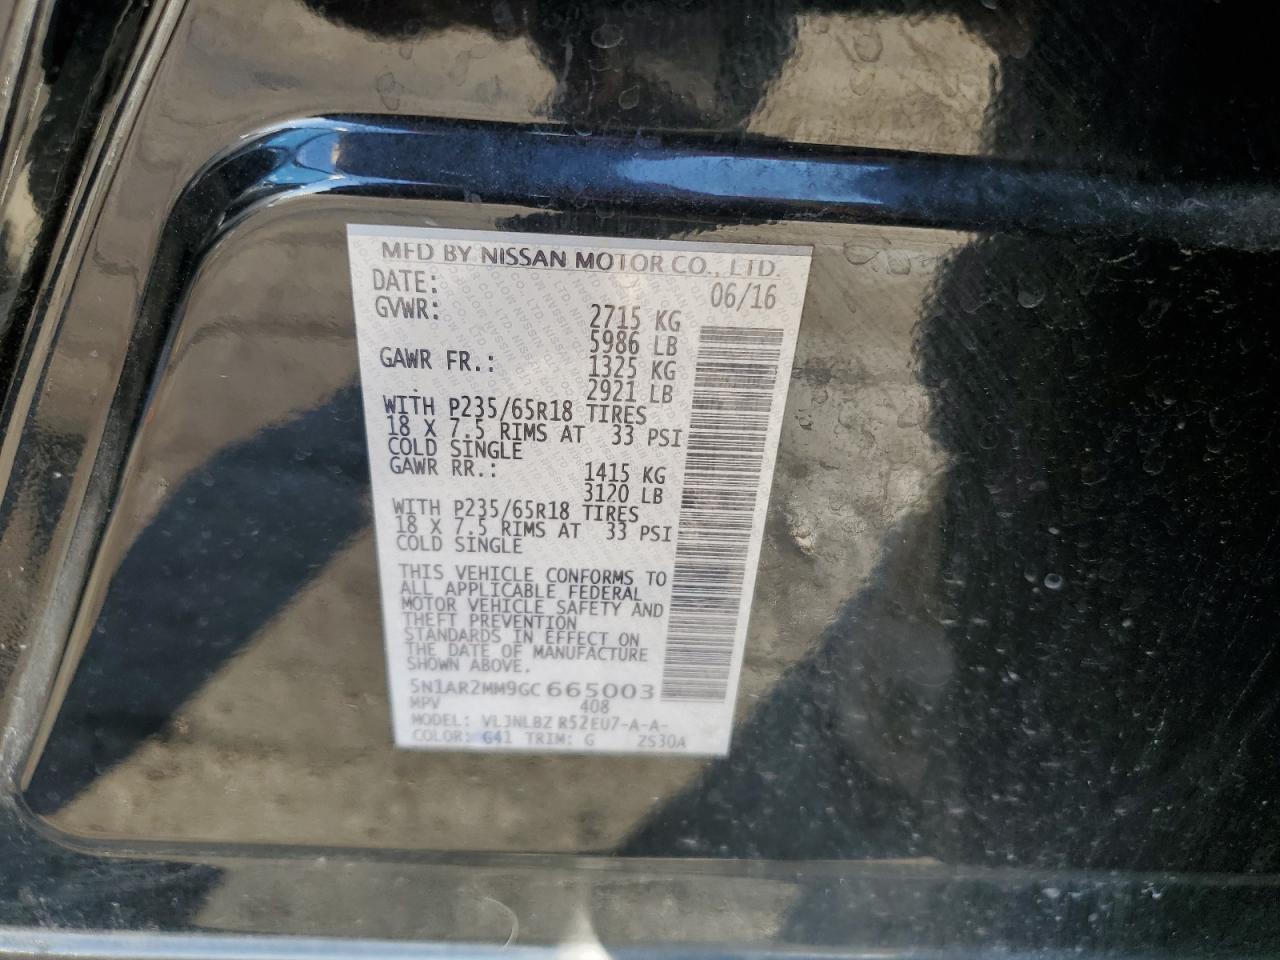 MFD BY NISSAN MOTOR CO., LTD.
DATE: 06/16
GVWR: 2715 KG
5986 LB
GAWR FR.: 1325 KG
2921 LB
WITH P235/65R18 TIRES
18 X 7.5 RIMS AT 33 PSI
COLD SINGLE
GAWR RR.: 1415 KG
3120 LB
WITH P235/65R18 TIRES
18 X 7.5 RIMS AT 33 PSI
COLD SINGLE
THIS VEHICLE CONFORMS TO
ALL APPLICABLE FEDERAL
MOTOR VEHICLE SAFETY AND
THEFT PREVENTION
STANDARDS IN EFFECT ON
THE DATE OF MANUFACTURE
SHOWN ABOVE.
5N1AR2MM9GC 665003
MPV 408
MODEL: VLJNLBZ R52EU7-A-A-
COLOR: G41 TRIM: G 2S30A